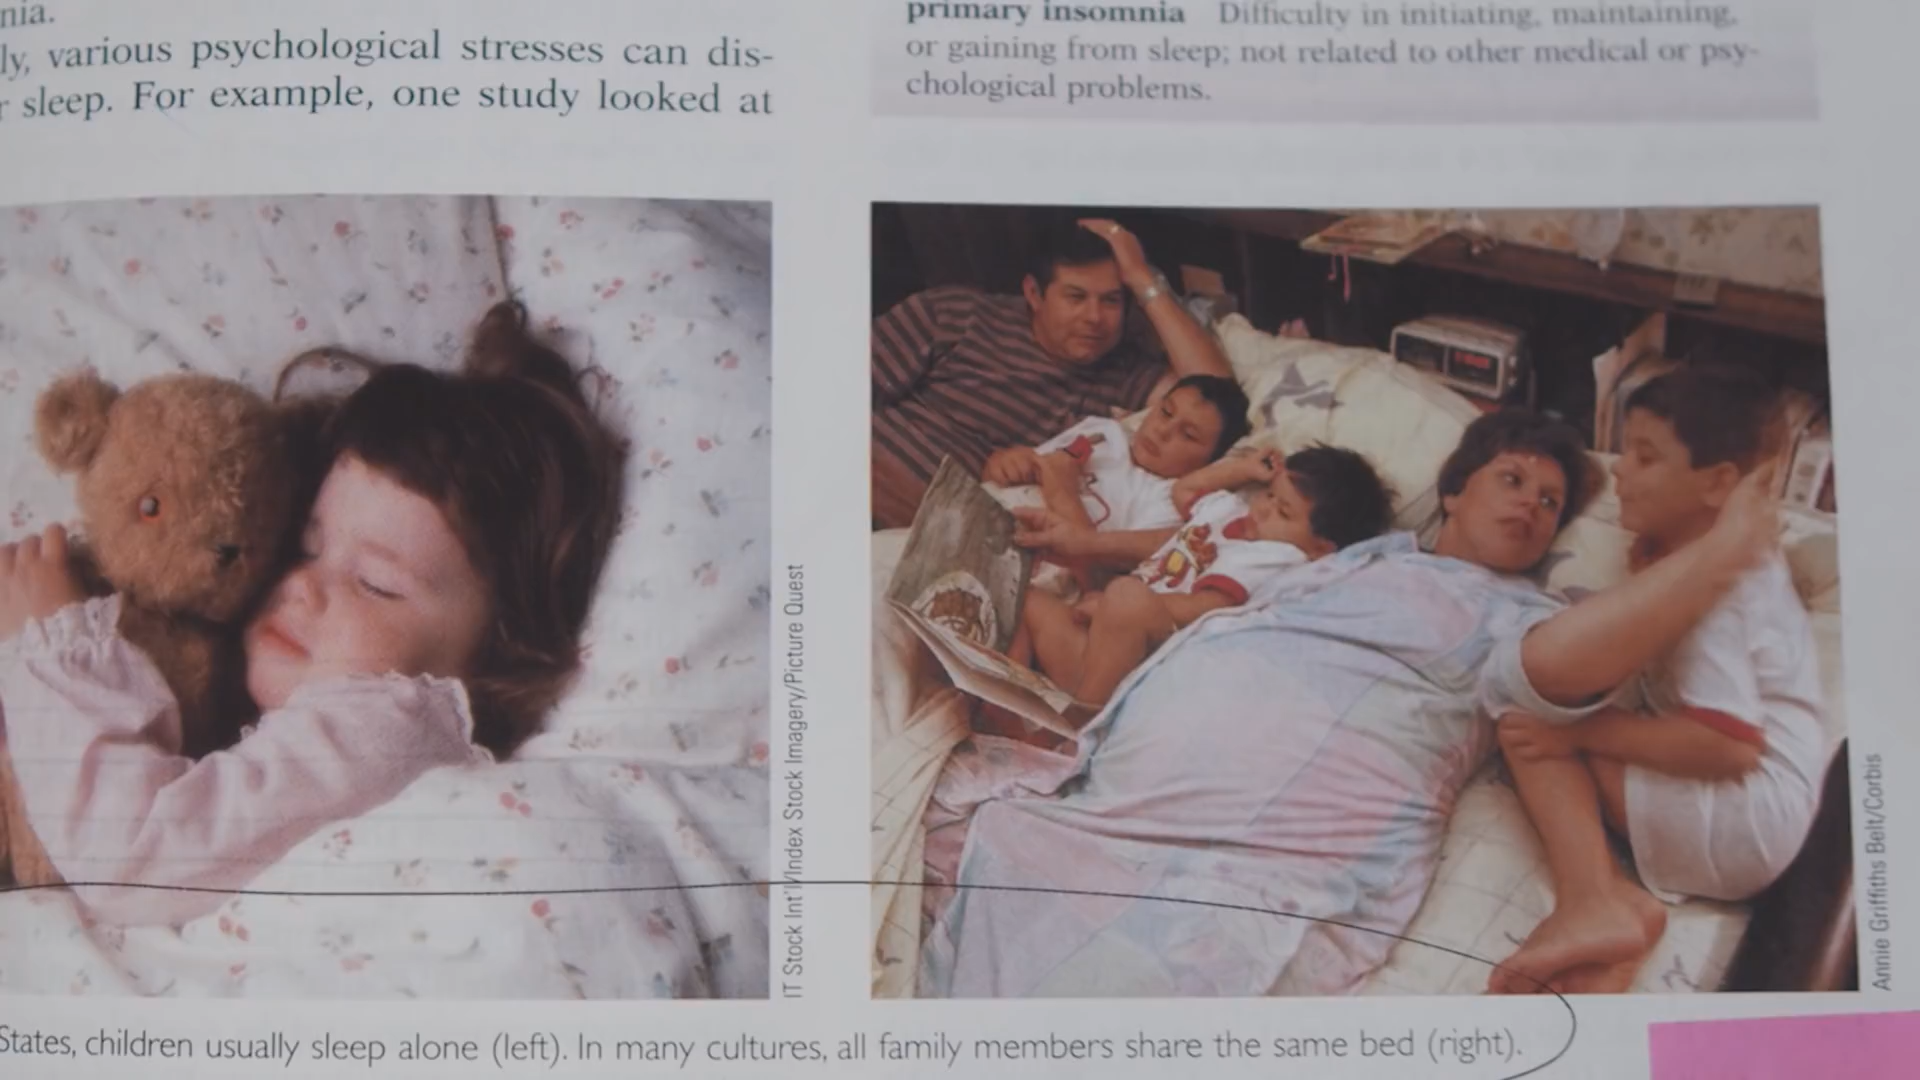 nia.
ly, various psychological stresses can dis-
r sleep. For example, one study looked at
primary insomnia Difficulty in initiating, maintaining,
or gaining from sleep; not related to other medical or psy-
chological problems.
IT Stock Int'l/Index Stock Imagery/Picture Quest
Annie Griffiths Belt/Corbis
States, children usually sleep alone (left). In many cultures, all family members share the same bed (right).